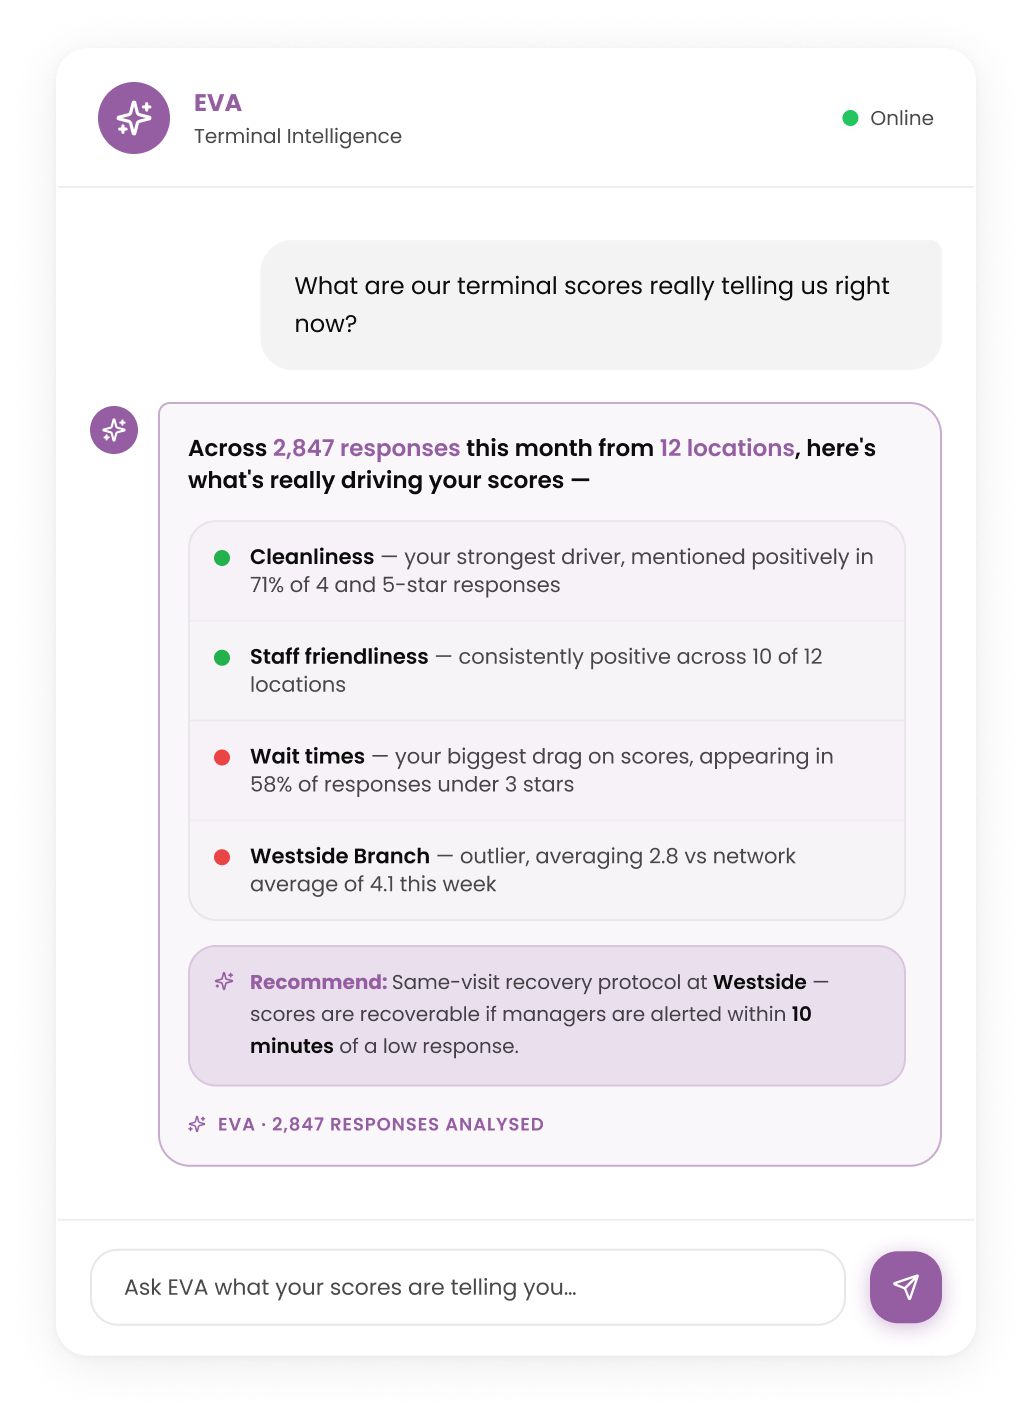 EVA
Terminal Intelligence
Online
What are our terminal scores really telling us right
now?
Across 2,847 responses this month from 12 locations, here's
what's really driving your scores —
Cleanliness — your strongest driver, mentioned positively in
71% of 4 and 5-star responses
Staff friendliness — consistently positive across 10 of 12
locations
Wait times — your biggest drag on scores, appearing in
58% of responses under 3 stars
Westside Branch — outlier, averaging 2.8 vs network
average of 4.1 this week
Recommend: Same-visit recovery protocol at Westside —
scores are recoverable if managers are alerted within 10
minutes of a low response.
EVA · 2,847 RESPONSES ANALYSED
Ask EVA what your scores are telling you...